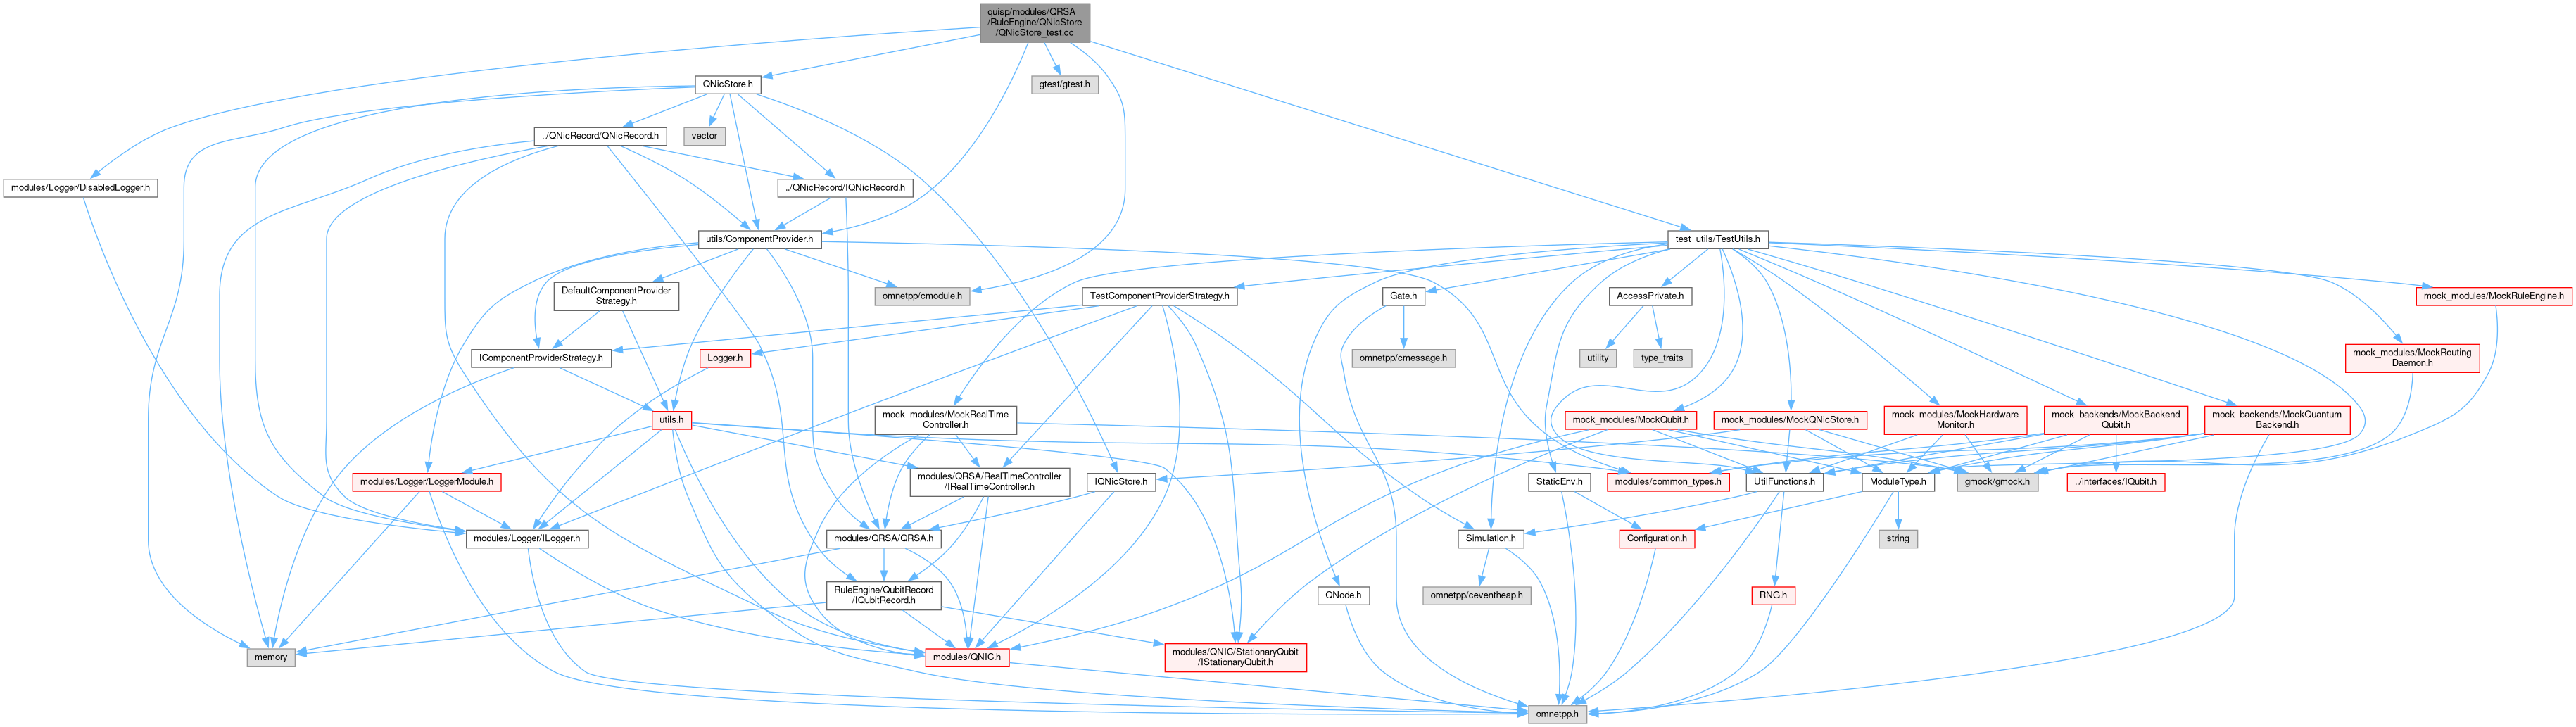 quisp/modules/QRSA
/RuleEngine/QNicStore
/QNicStore_test.cc
QNicStore.h
gtest/gtest.h
../QNicRecord/QNicRecord.h
vector
modules/Logger/DisabledLogger.h
../QNicRecord/IQNicRecord.h
utils/ComponentProvider.h
test_utils/TestUtils.h
DefaultComponentProvider
Strategy.h
omnetpp/cmodule.h
TestComponentProviderStrategy.h
Gate.h
AccessPrivate.h
mock_modules/MockRuleEngine.h
IComponentProviderStrategy.h
Logger.h
omnetpp/cmessage.h
utility
type_traits
mock_modules/MockRouting
Daemon.h
utils.h
mock_modules/MockRealTime
Controller.h
mock_modules/MockQubit.h
mock_modules/MockQNicStore.h
mock_modules/MockHardware
Monitor.h
mock_backends/MockBackend
Qubit.h
mock_backends/MockQuantum
Backend.h
modules/Logger/LoggerModule.h
modules/QRSA/RealTimeController
/IRealTimeController.h
IQNicStore.h
StaticEnv.h
modules/common_types.h
UtilFunctions.h
ModuleType.h
gmock/gmock.h
../interfaces/IQubit.h
modules/Logger/ILogger.h
modules/QRSA/QRSA.h
Simulation.h
Configuration.h
string
RuleEngine/QubitRecord
/IQubitRecord.h
QNode.h
omnetpp/ceventheap.h
RNG.h
memory
modules/QNIC.h
modules/QNIC/StationaryQubit
/IStationaryQubit.h
omnetpp.h